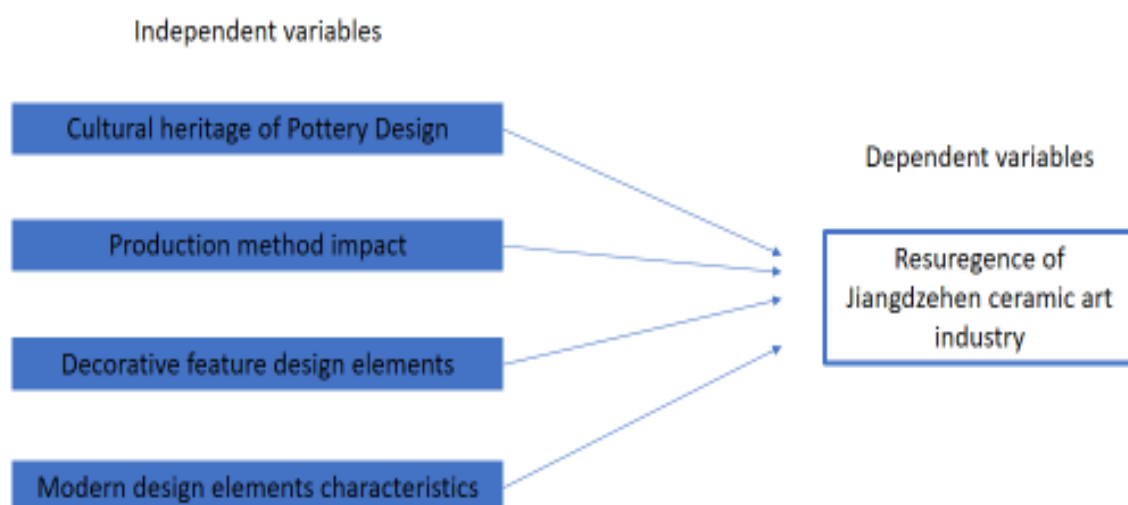 Independent variables
Cultural heritage of Pottery Design
Production method impact
Decorative feature design elements
Modern design elements characteristics
Dependent variables
Resuregence of
Jiangdzehen ceramic art
industry